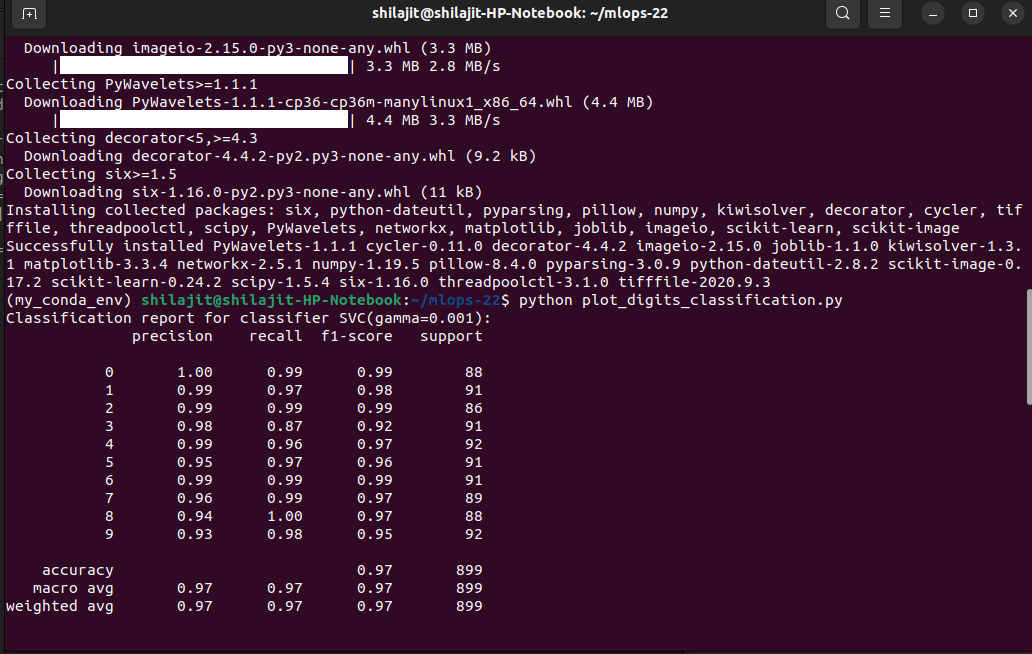 shilajit@shilajit-HP-Notebook: ~/mlops-22
Downloading imageio-2.15.0-py3-none-any.whl (3.3 MB)
| | 3.3 MB 2.8 MB/s
Collecting PyWavelets>=1.1.1
Downloading PyWavelets-1.1.1-cp36-cp36m-manylinux1_x86_64.whl (4.4 MB)
| | 4.4 MB 3.3 MB/s
Collecting decorator<5,>=4.3
Downloading decorator-4.4.2-py2.py3-none-any.whl (9.2 kB)
Collecting six>=1.5
Downloading six-1.16.0-py2.py3-none-any.whl (11 kB)
Installing collected packages: six, python-dateutil, pyparsing, pillow, numpy, kiwisolver, decorator, cycler, tif
ffile, threadpoolctl, scipy, PyWavelets, networkx, matplotlib, joblib, imageio, scikit-learn, scikit-image
Successfully installed PyWavelets-1.1.1 cycler-0.11.0 decorator-4.4.2 imageio-2.15.0 joblib-1.1.0 kiwisolver-1.3.
1 matplotlib-3.3.4 networkx-2.5.1 numpy-1.19.5 pillow-8.4.0 pyparsing-3.0.9 python-dateutil-2.8.2 scikit-image-0.
17.2 scikit-learn-0.24.2 scipy-1.5.4 six-1.16.0 threadpoolctl-3.1.0 tifffile-2020.9.3
(my_conda_env) shilajit@shilajit-HP-Notebook:~/mlops-22$ python plot_digits_classification.py
Classification report for classifier SVC(gamma=0.001):
precision recall f1-score support
0 1.00 0.99 0.99 88
1 0.99 0.97 0.98 91
2 0.99 0.99 0.99 86
3 0.98 0.87 0.92 91
4 0.99 0.96 0.97 92
5 0.95 0.97 0.96 91
6 0.99 0.99 0.99 91
7 0.96 0.99 0.97 89
8 0.94 1.00 0.97 88
9 0.93 0.98 0.95 92
accuracy 0.97 899
macro avg 0.97 0.97 0.97 899
weighted avg 0.97 0.97 0.97 899